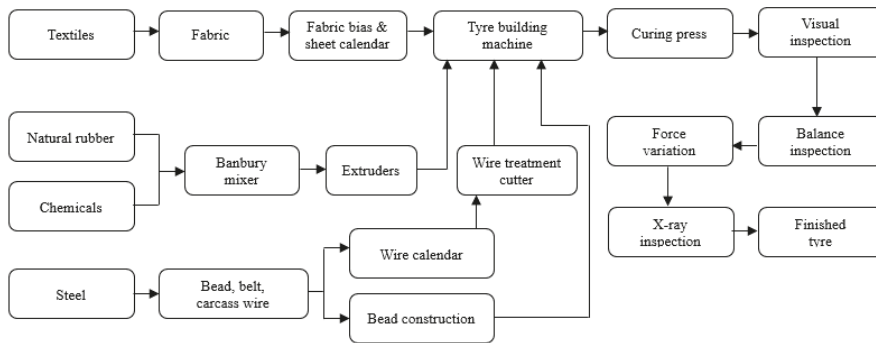 Textiles
Fabric
Fabric bias &
sheet calendar
Tyre building
machine
Curing press
Visual
inspection
Natural rubber
Chemicals
Banbury
mixer
Extruders
Wire treatment
cutter
Force
variation
Balance
inspection
X-ray
inspection
Finished
tyre
Steel
Bead, belt,
carcass wire
Wire calendar
Bead construction